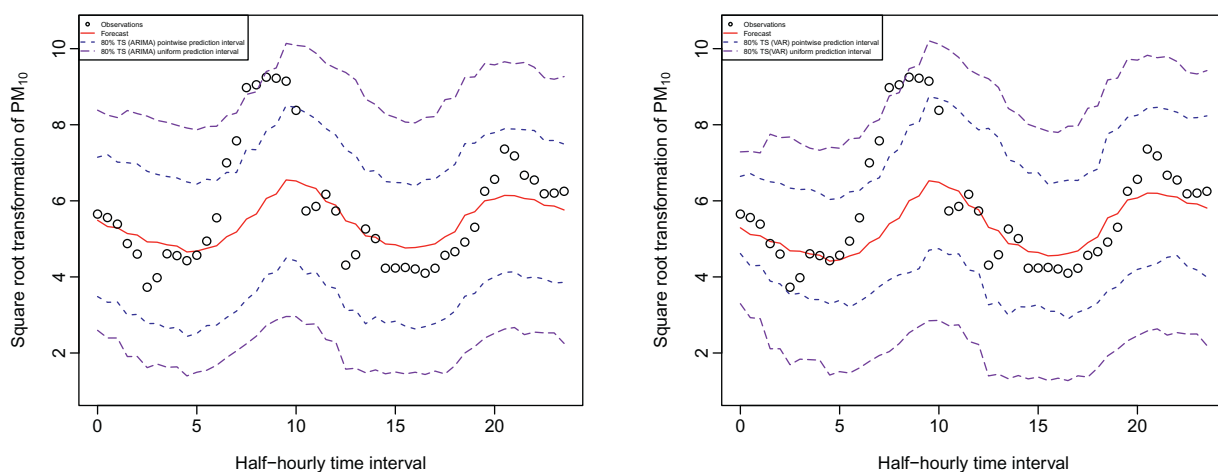 Observations
Forecast
80% TS (ARIMA) pointwise prediction interval
80% TS (ARIMA) uniform prediction interval
Square root transformation of PM10
10
8
6
4
2
0 5 10 15 20
Half−hourly time interval
Observations
Forecast
80% TS (VAR) pointwise prediction interval
80% TS(VAR) uniform prediction interval
Square root transformation of PM10
10
8
6
4
2
0 5 10 15 20
Half−hourly time interval